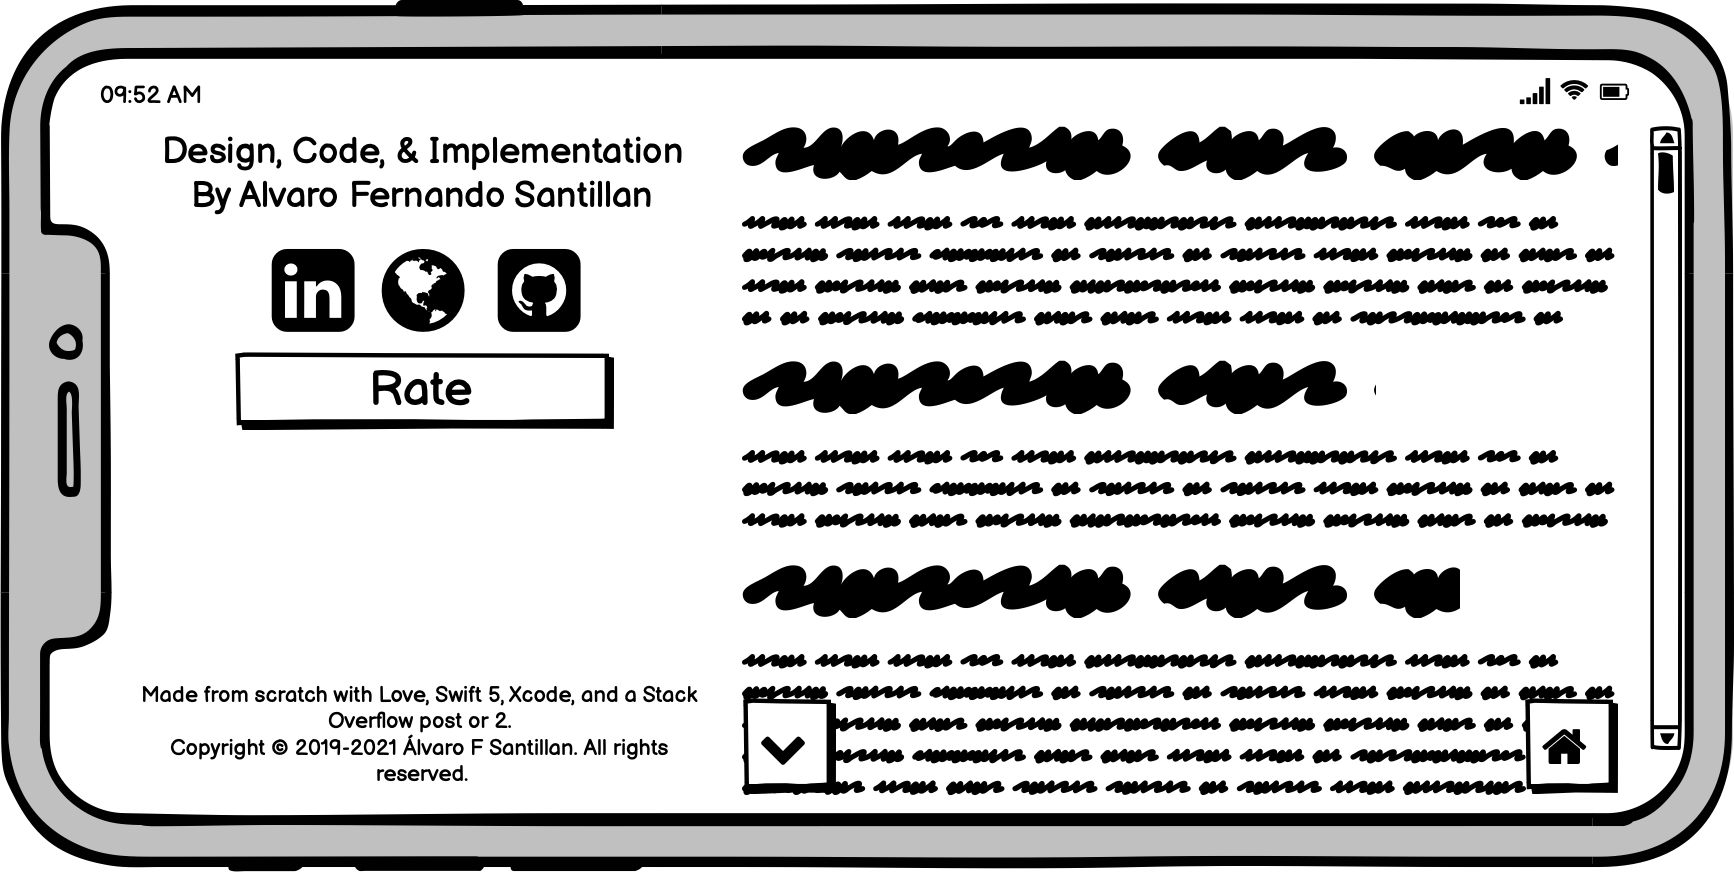 09:52 AM
Design, Code, & Implementation
By Alvaro Fernando Santillan
in
Rate
Made from scratch with Love, Swift 5, Xcode, and a Stack
Overflow post or 2.
Copyright © 2019-2021 Álvaro F Santillan. All rights
reserved.